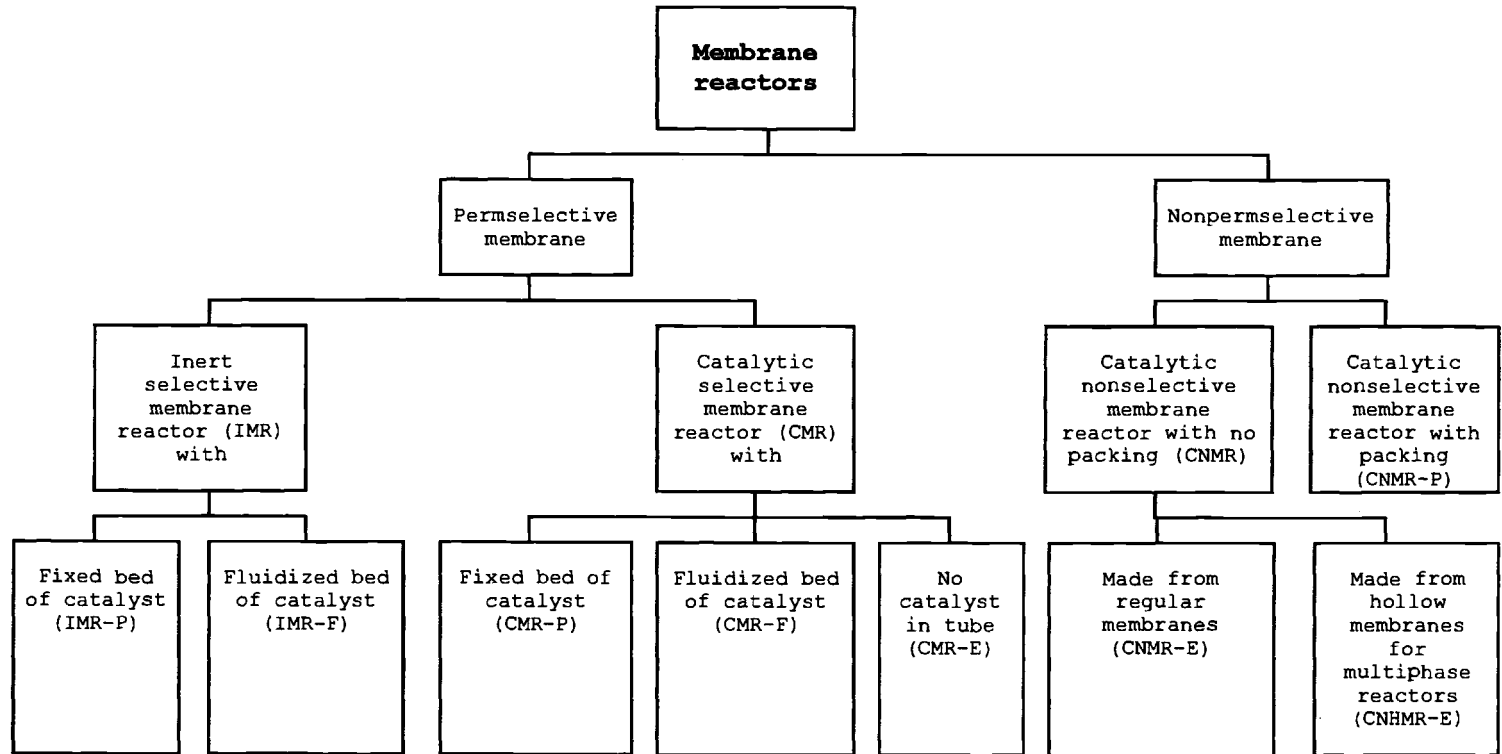 Membrane
reactors
Permselective
membrane
Nonpermselective
membrane
Inert
selective
membrane
reactor (IMR)
with
Catalytic
selective
membrane
reactor (CMR)
with
Catalytic
nonselective
membrane
reactor with no
packing (CNMR)
Catalytic
nonselective
membrane
reactor with
packing
(CNMR-P)
Fixed bed
of catalyst
(IMR-P)
Fluidized bed
of catalyst
(IMR-F)
Fixed bed of
catalyst
(CMR-P)
Fluidized bed
of catalyst
(CMR-F)
No
catalyst
in tube
(CMR-E)
Made from
regular
membranes
(CNMR-E)
Made from
hollow
membranes
for
multiphase
reactors
(CNHMR-E)